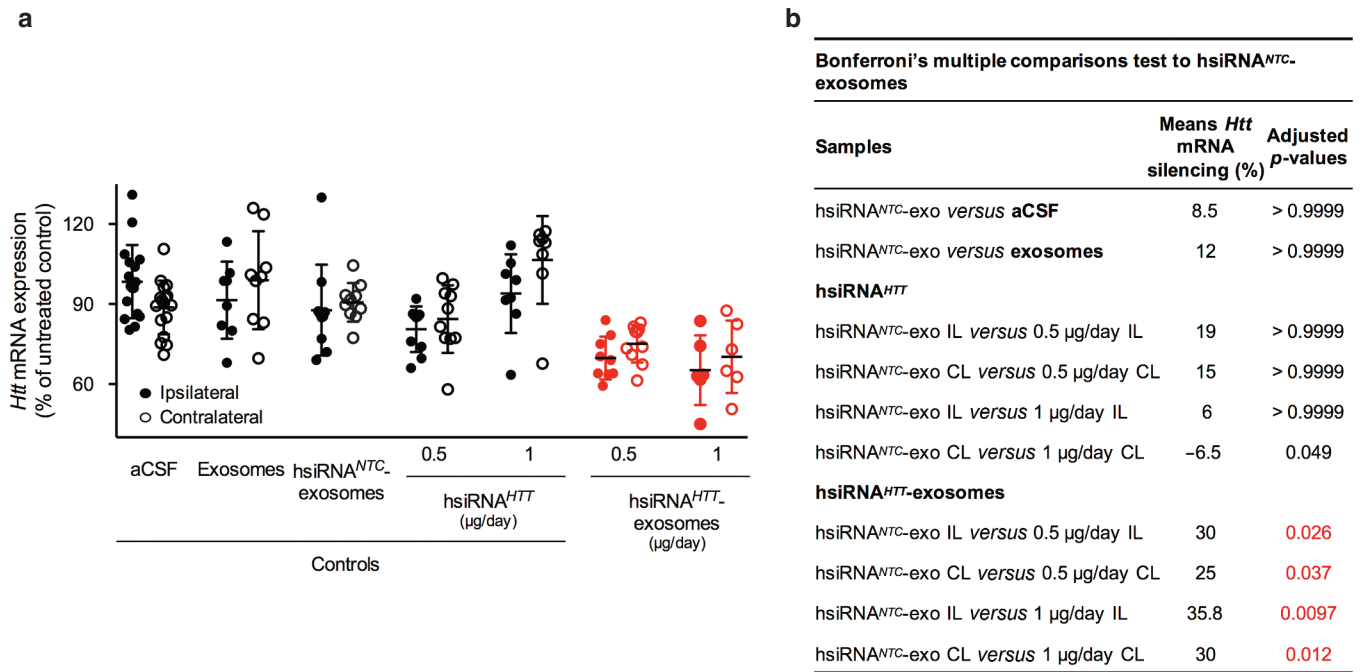 a
Htt mRNA expression
(% of untreated control)
120
90
60
Ipsilateral
Contralateral
aCSF
Exosomes
hsiRNANTC-
exosomes
0.5
1
hsiRNAHTT
(µg/day)
0.5
1
hsiRNAHTT-
exosomes
(µg/day)
Controls
b
Bonferroni's multiple comparisons test to hsiRNANTC-
exosomes
Samples
Means Htt
mRNA
silencing (%)
Adjusted
p-values
hsiRNANTC-exo versus aCSF 8.5 > 0.9999
hsiRNANTC-exo versus exosomes 12 > 0.9999
hsiRNAHTT
hsiRNANTC-exo IL versus 0.5 µg/day IL 19 > 0.9999
hsiRNANTC-exo CL versus 0.5 µg/day CL 15 > 0.9999
hsiRNANTC-exo IL versus 1 µg/day IL 6 > 0.9999
hsiRNANTC-exo CL versus 1 µg/day CL −6.5 0.049
hsiRNAHTT-exosomes
hsiRNANTC-exo IL versus 0.5 µg/day IL 30 0.026
hsiRNANTC-exo CL versus 0.5 µg/day CL 25 0.037
hsiRNANTC-exo IL versus 1 µg/day IL 35.8 0.0097
hsiRNANTC-exo CL versus 1 µg/day CL 30 0.012